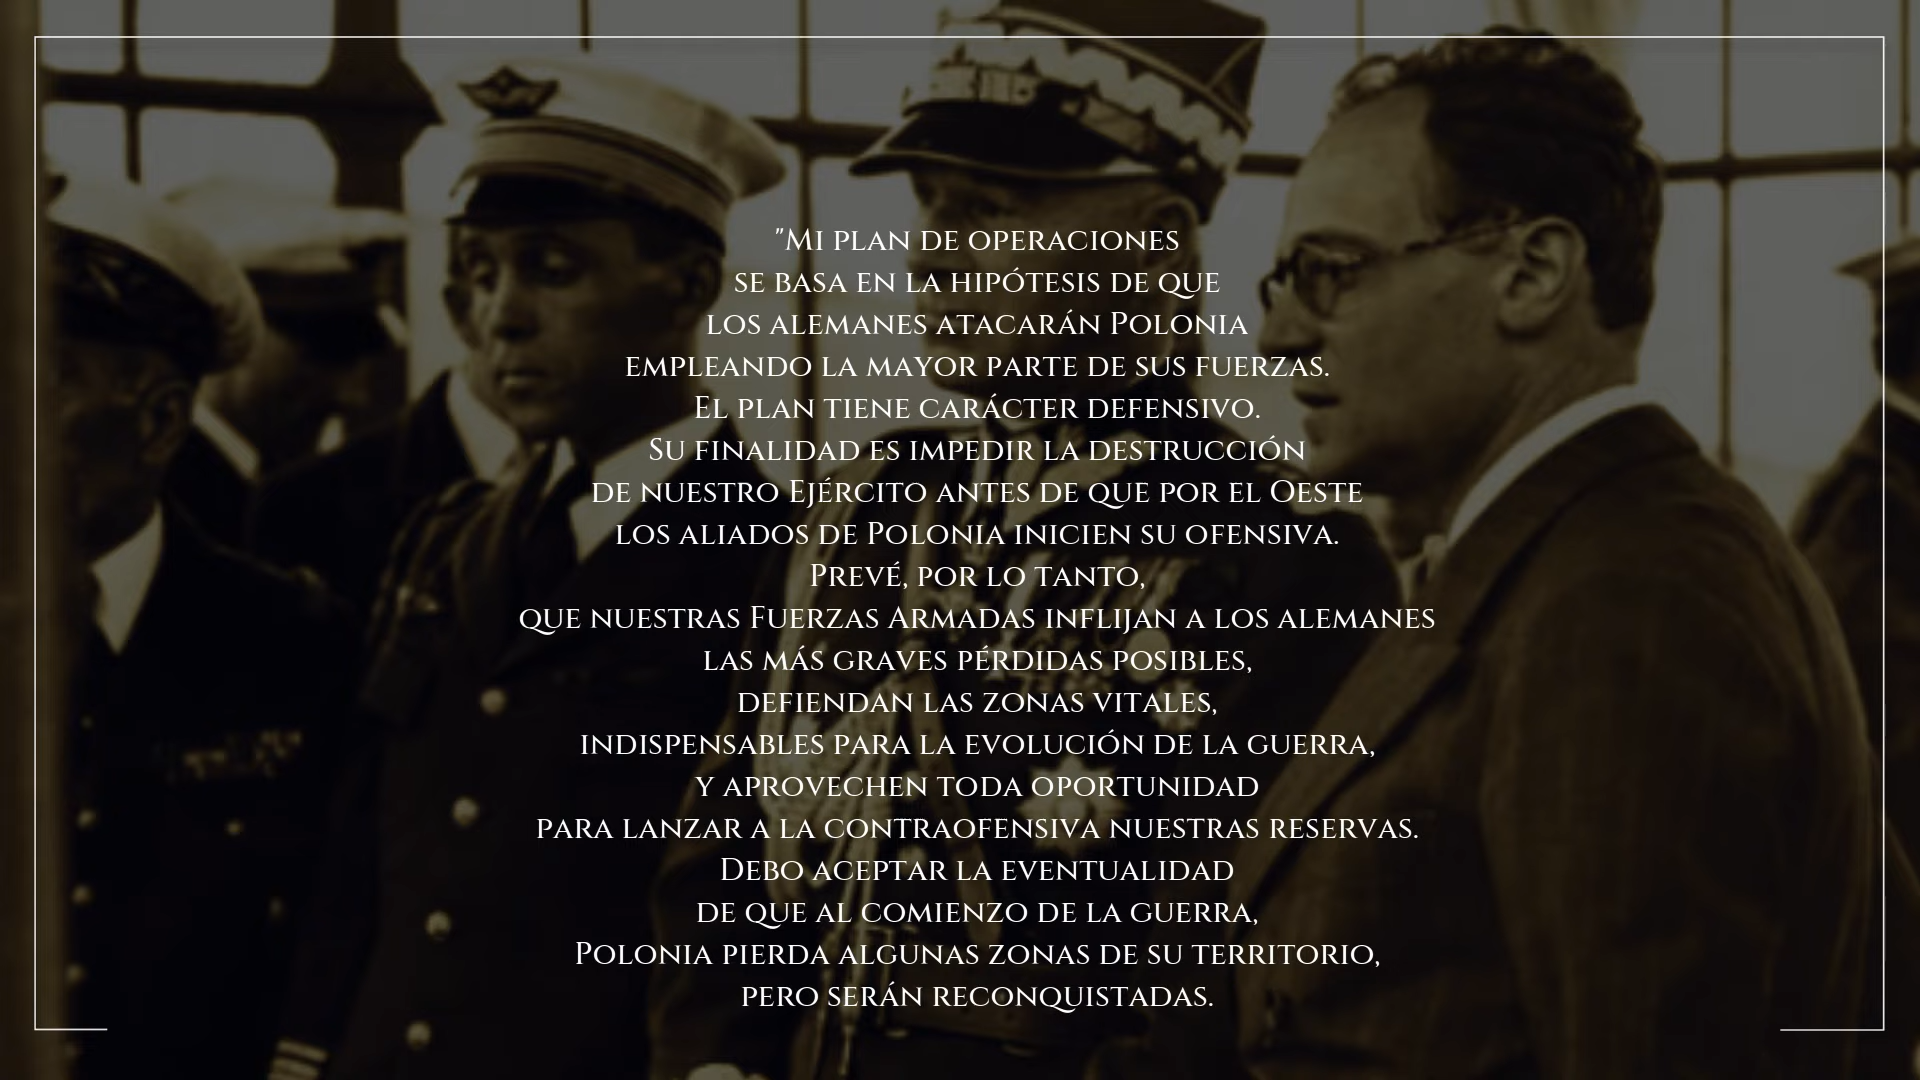 "Mi plan de operaciones
se basa en la hipótesis de que
los alemanes atacarán Polonia
empleando la mayor parte de sus fuerzas.
El plan tiene carácter defensivo.
Su finalidad es impedir la destrucción
de nuestro Ejército antes de que por el Oeste
los aliados de Polonia inicien su ofensiva.
Prevé, por lo tanto,
que nuestras Fuerzas Armadas inflijan a los alemanes
las más graves pérdidas posibles,
defiendan las zonas vitales,
indispensables para la evolución de la guerra,
y aprovechen toda oportunidad
para lanzar a la contraofensiva nuestras reservas.
Debo aceptar la eventualidad
de que al comienzo de la guerra,
Polonia pierda algunas zonas de su territorio,
pero serán reconquistadas.